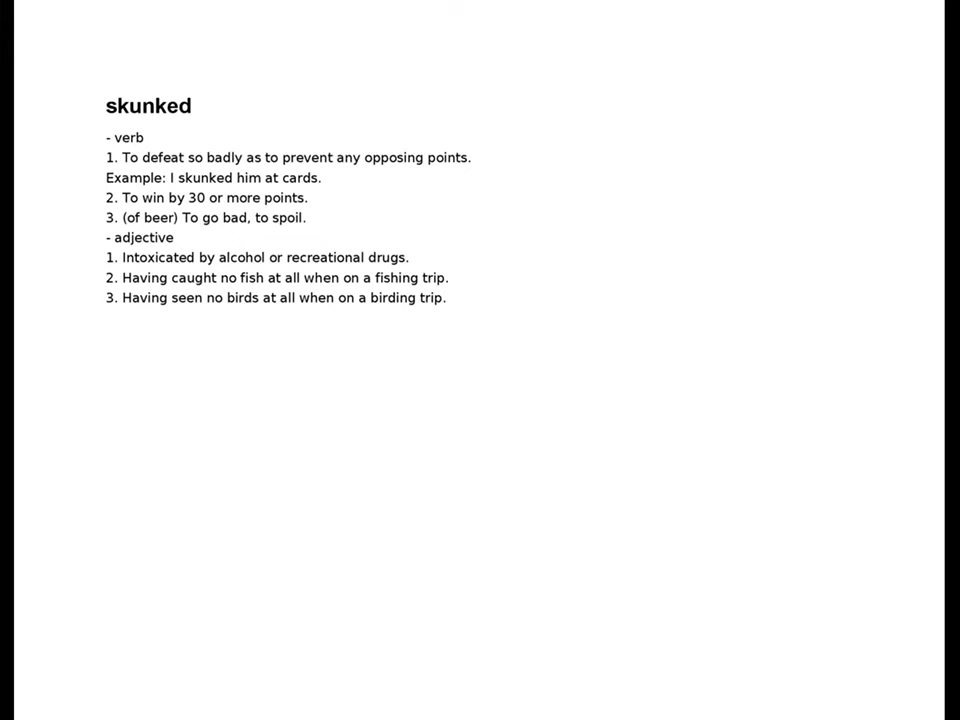 skunked
- verb
1. To defeat so badly as to prevent any opposing points.
Example: I skunked him at cards.
2. To win by 30 or more points.
3. (of beer) To go bad, to spoil.
- adjective
1. Intoxicated by alcohol or recreational drugs.
2. Having caught no fish at all when on a fishing trip.
3. Having seen no birds at all when on a birding trip.